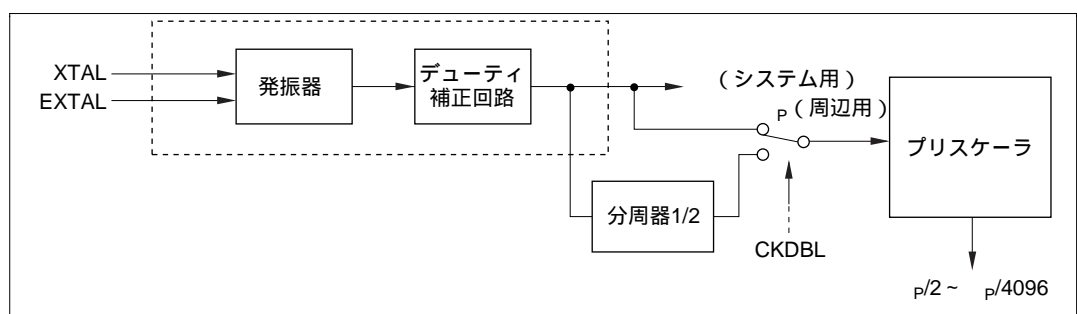 XTAL
EXTAL
発振器
デューティ
補正回路
（システム用）
P（周辺用）
プリスケーラ
分周器1/2
CKDBL
P/2～ P/4096